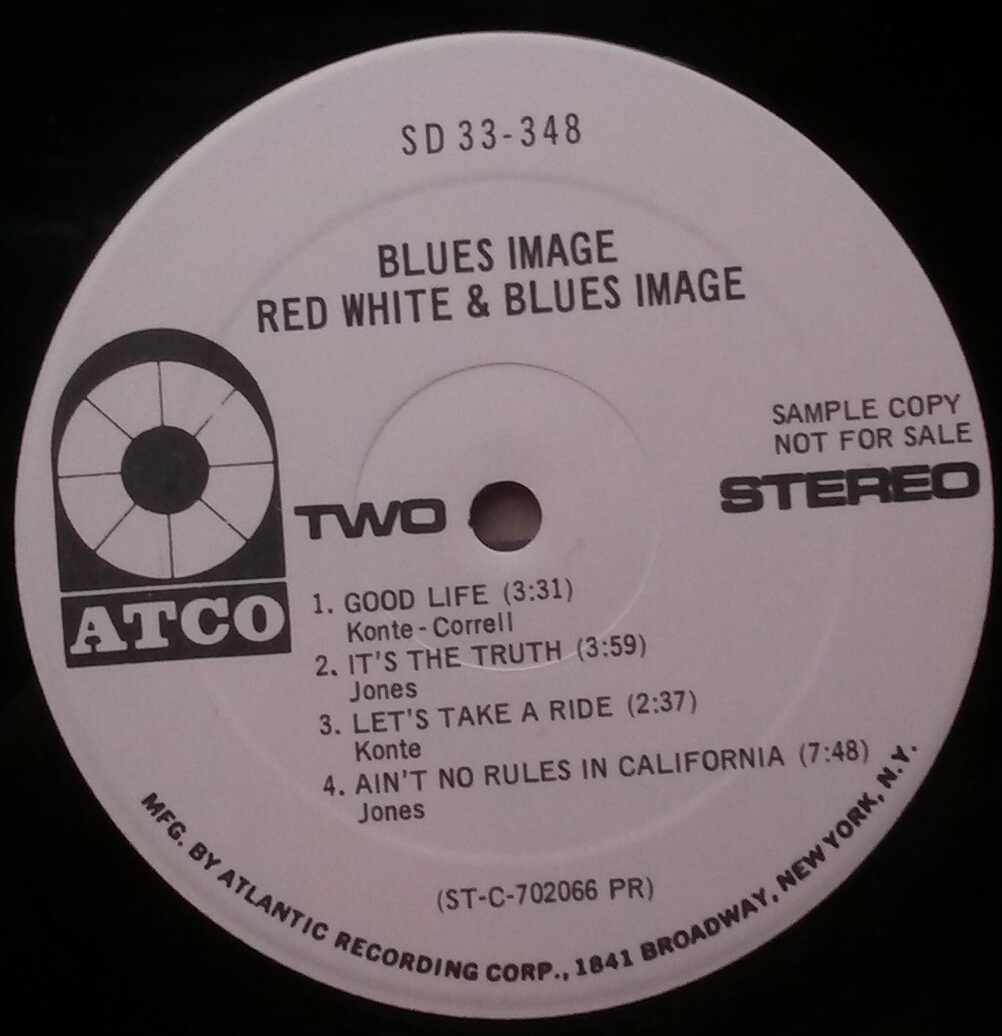 SD 33-348
BLUES IMAGE
RED WHITE & BLUES IMAGE
SAMPLE COPY
NOT FOR SALE
STEREO
TWO
ATCO
1. GOOD LIFE (3:31)
Konte-Correll
2. IT'S THE TRUTH (3:59)
Jones
3. LET'S TAKE A RIDE (2:37)
Konte
4. AIN'T NO RULES IN CALIFORNIA (7:48)
Jones
(ST-C-702066 PR)
MFG. BY ATLANTIC RECORDING CORP., 1841 BROADWAY, NEW YORK, N.Y.